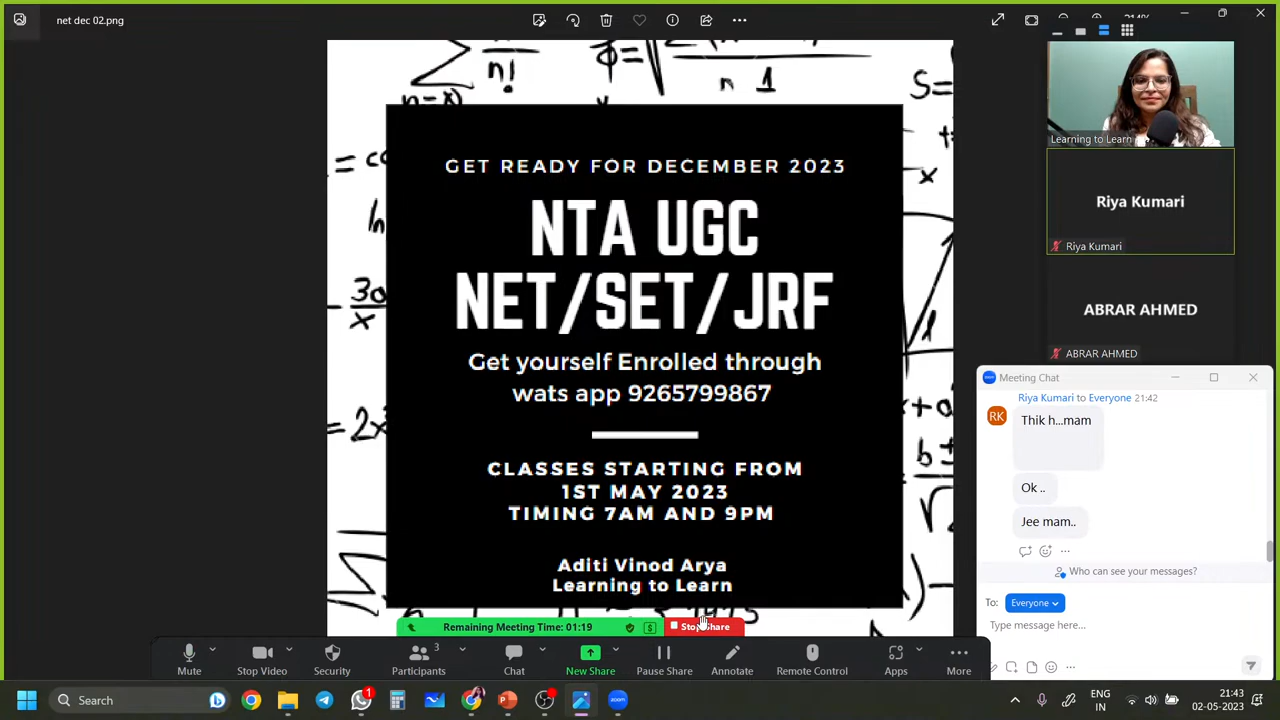 net dec 02.png
GET READY FOR DECEMBER 2023
NTA UGC
NET/SET/JRF
Get yourself Enrolled through
wats app 9265799867
CLASSES STARTING FROM
1ST MAY 2023
TIMING 7AM AND 9PM
Aditi Vinod Arya
Learning to Learn
Learning to Learn
Riya Kumari
Riya Kumari
ABRAR AHMED
ABRAR AHMED
zoom Meeting Chat
Riya Kumari to Everyone 21:42
RK
Thik h...mam
Ok ..
Jee mam..
Who can see your messages?
To: Everyone
Type message here...
Remaining Meeting Time: 01:19
Stop Share
Mute
Stop Video
Security
Participants 3
Chat
New Share
Pause Share
Annotate
Remote Control
Apps
More
Search
1
zoom
ENG
IN
21:43
02-05-2023